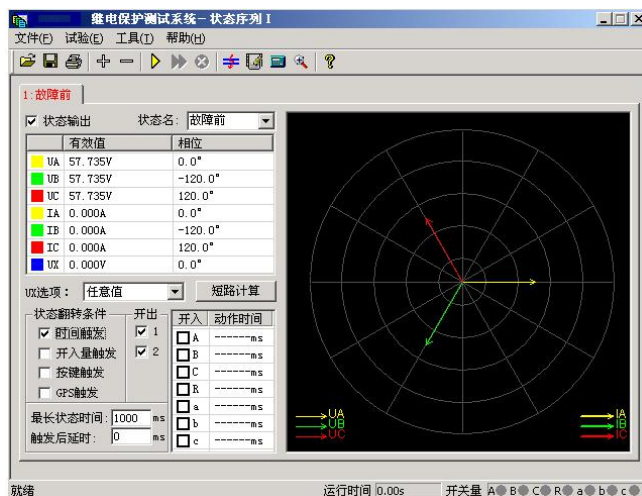 继电保护测试系统－状态序列 I
文件(F) 试验(E) 工具(T) 帮助(H)
1:故障前
状态输出 状态名: 故障前
有效值 相位
UA 57.735V 0.0°
UB 57.735V -120.0°
UC 57.735V 120.0°
IA 0.000A 0.0°
IB 0.000A -120.0°
IC 0.000A 120.0°
UX 0.000V 0.0°
UX选项: 任意值 短路计算
状态翻转条件 开出 开入 动作时间
时间触发 1 A ------ms
开入量触发 2 B ------ms
按键触发 C ------ms
GPS触发 R ------ms
最长状态时间: 1000 ms a ------ms
触发后延时: 0 ms b ------ms
c ------ms
UA IA
UB IB
UC IC
就绪 运行时间 0.00s 开关量 A B C R a b c